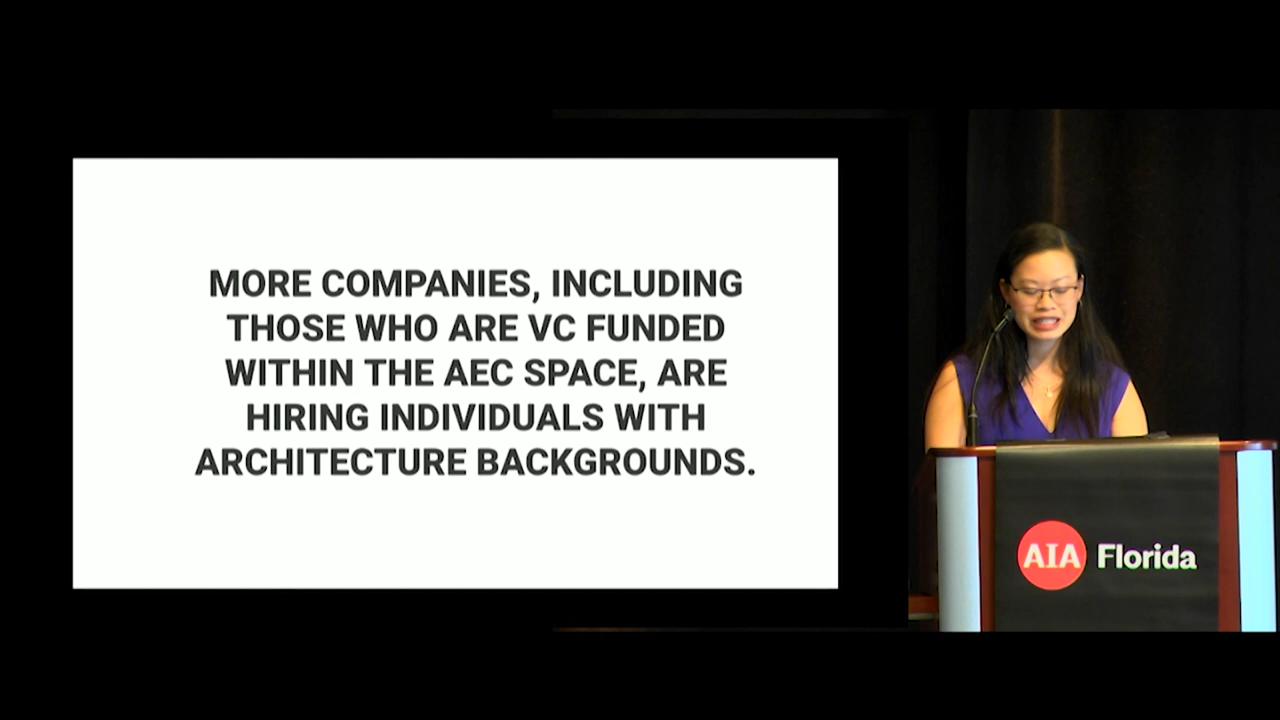 MORE COMPANIES, INCLUDING
THOSE WHO ARE VC FUNDED
WITHIN THE AEC SPACE, ARE
HIRING INDIVIDUALS WITH
ARCHITECTURE BACKGROUNDS.
AIA Florida